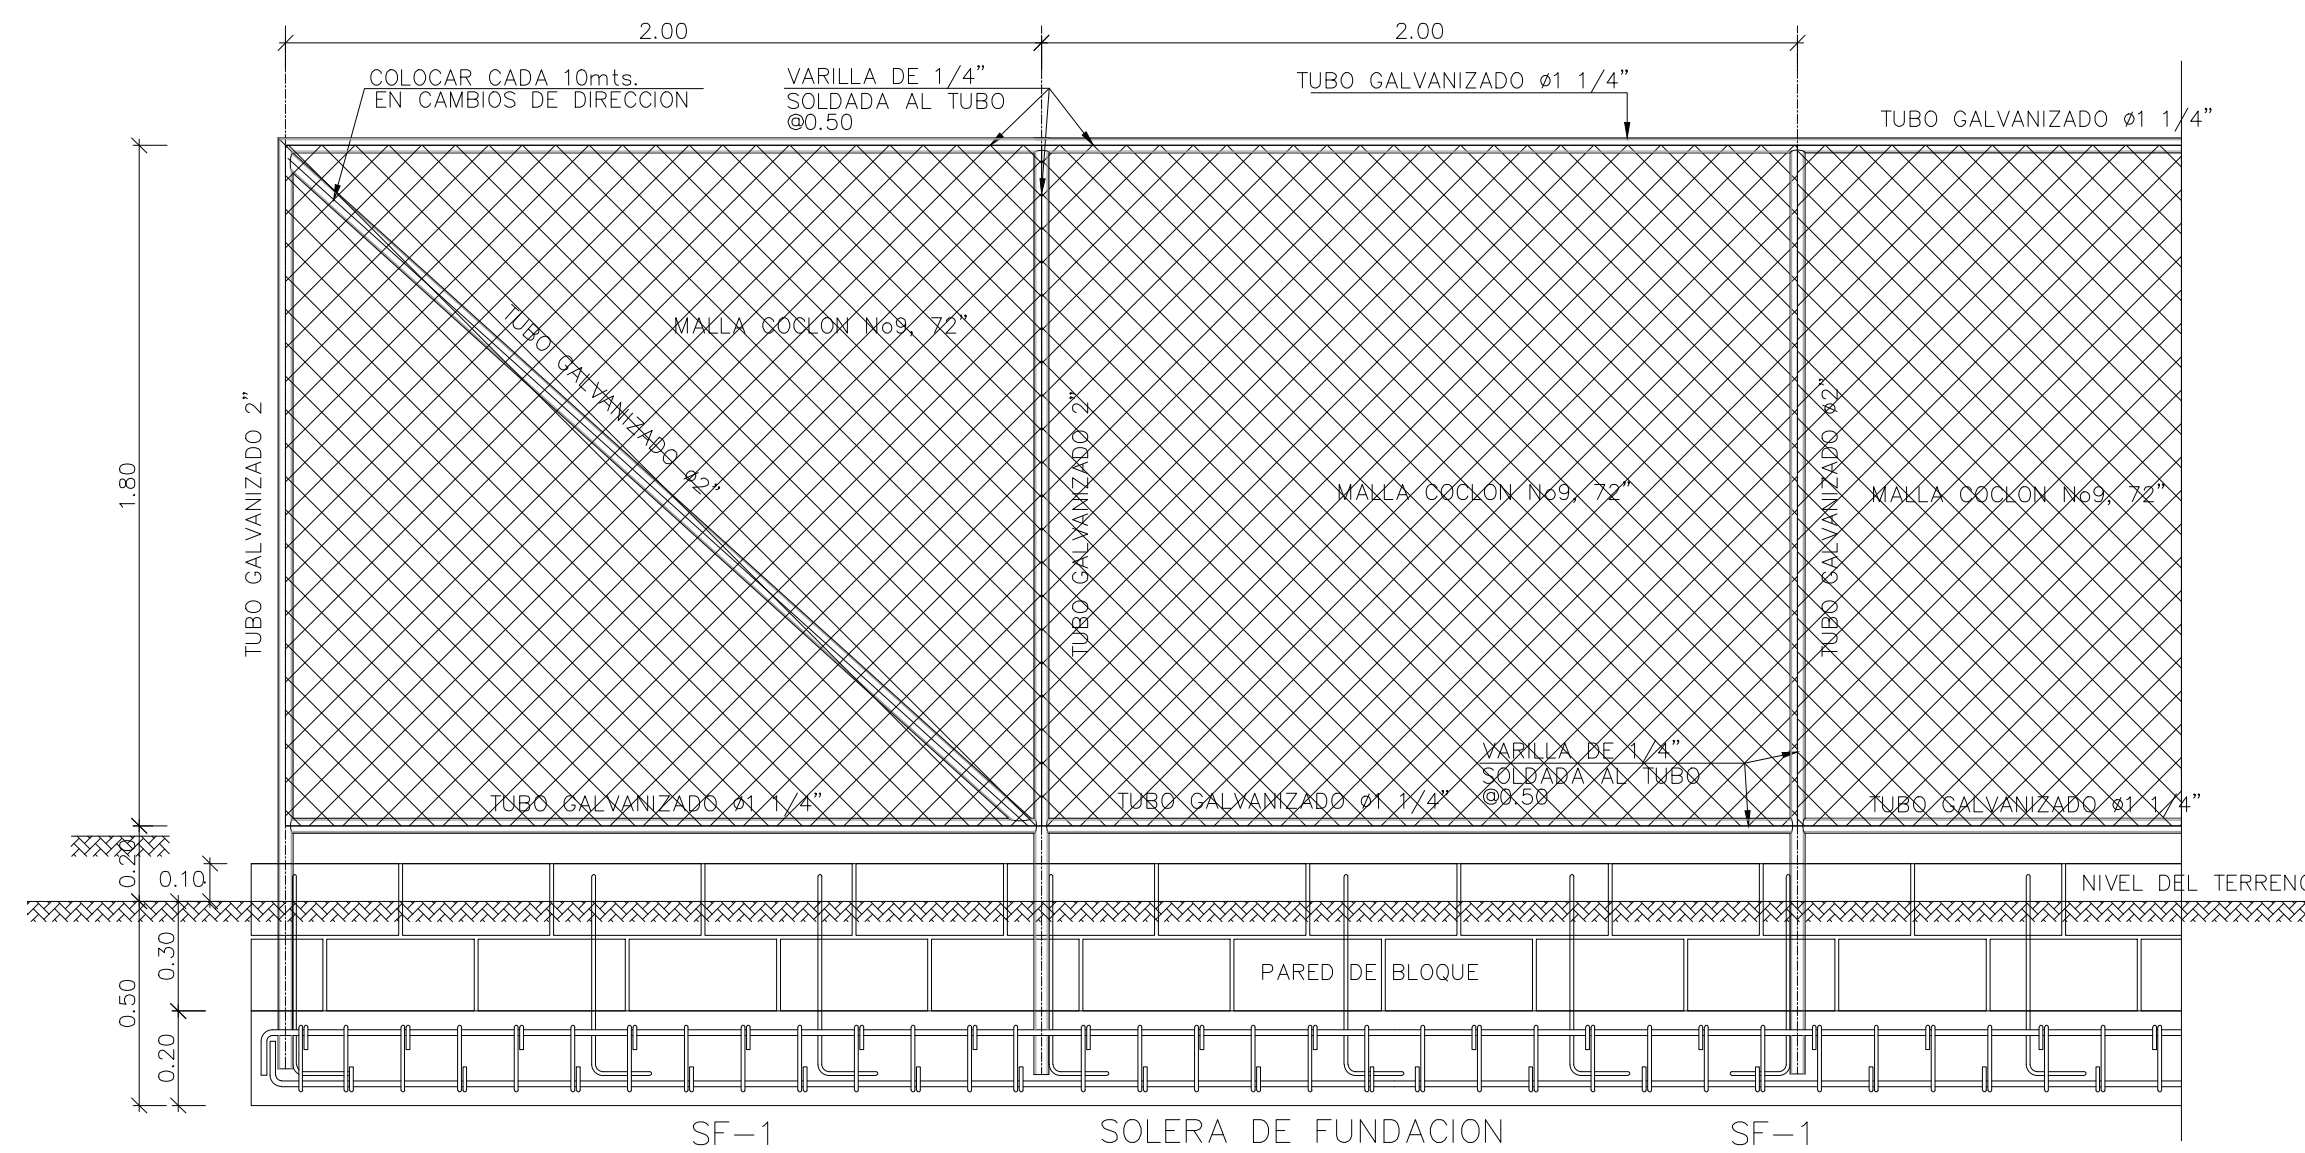 2.00
2.00
COLOCAR CADA 10mts.
EN CAMBIOS DE DIRECCION
VARILLA DE 1/4"
SOLDADA AL TUBO
@0.50
TUBO GALVANIZADO ø1 1/4"
TUBO GALVANIZADO ø1 1/4"
MALLA COCLON No9, 72"
TUBO GALVANIZADO ø2"
TUBO GALVANIZADO 2"
TUBO GALVANIZADO 2"
TUBO GALVANIZADO ø2"
1.80
MALLA COCLON No9, 72"
MALLA COCLON No9, 72"
VARILLA DE 1/4"
SOLDADA AL TUBO
@0.50
TUBO GALVANIZADO ø1 1/4"
TUBO GALVANIZADO ø1 1/4"
TUBO GALVANIZADO ø1 1/4"
0.20
0.10
NIVEL DEL TERRENO
0.30
PARED DE BLOQUE
0.50
0.20
SF-1
SOLERA DE FUNDACION
SF-1